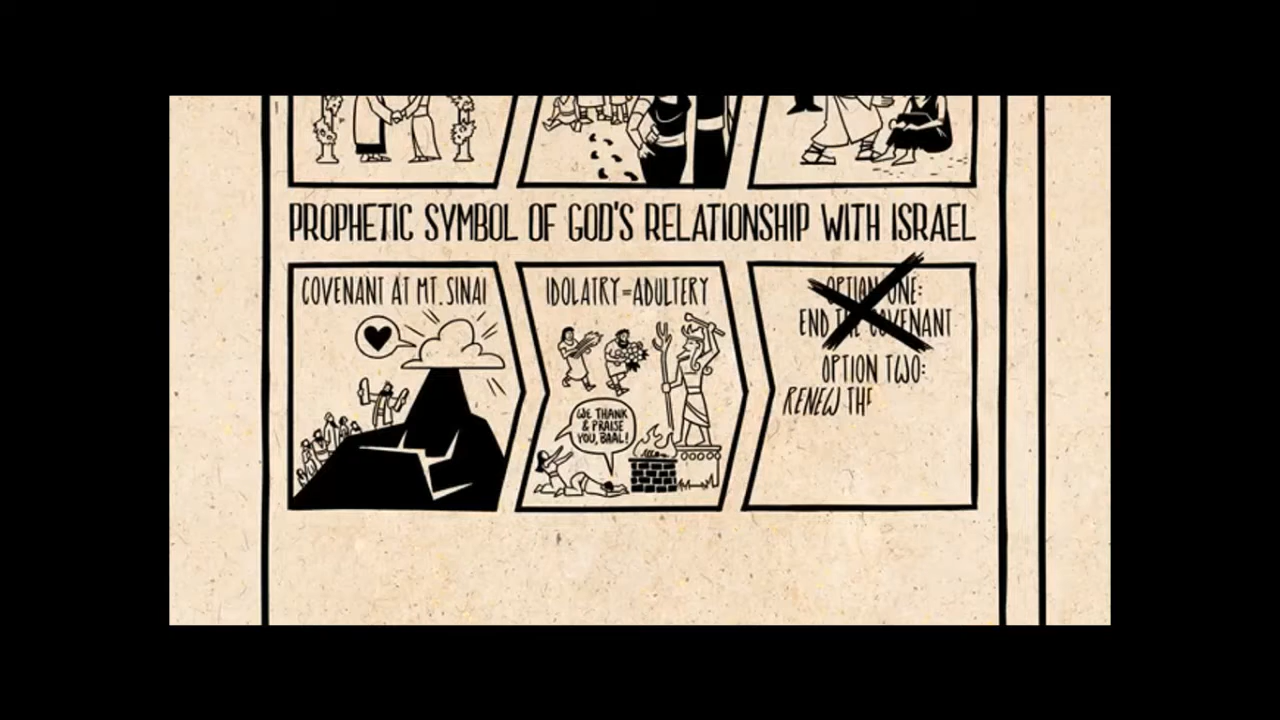 PROPHETIC SYMBOL OF GOD'S RELATIONSHIP WITH ISRAEL
COVENANT AT MT. SINAI
IDOLATRY=ADULTERY
WE THANK
& PRAISE
YOU, BAAL!
OPTION ONE:
END THE COVENANT
OPTION TWO:
RENEW THE